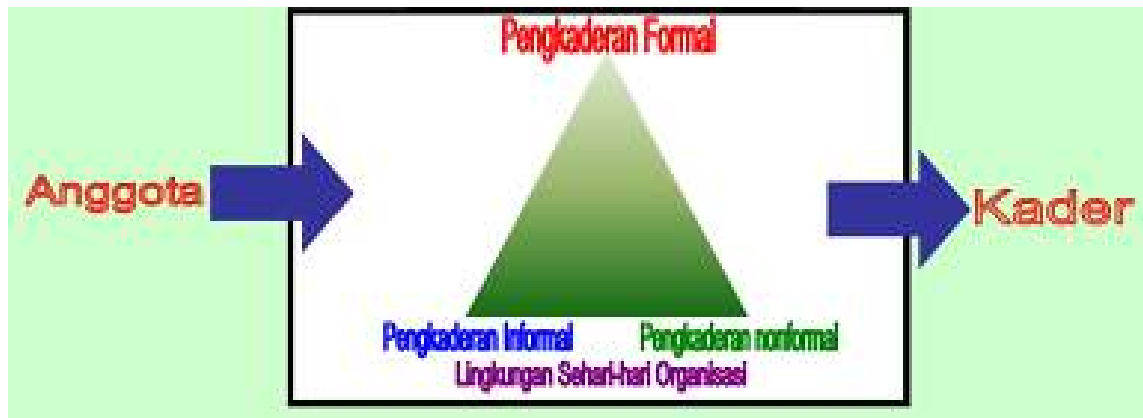 Pengkaderan Formal
Anggota
Kader
Pengkaderan Informal
Pengkaderan nonformal
Lingkungan Sehari-hari Organisasi